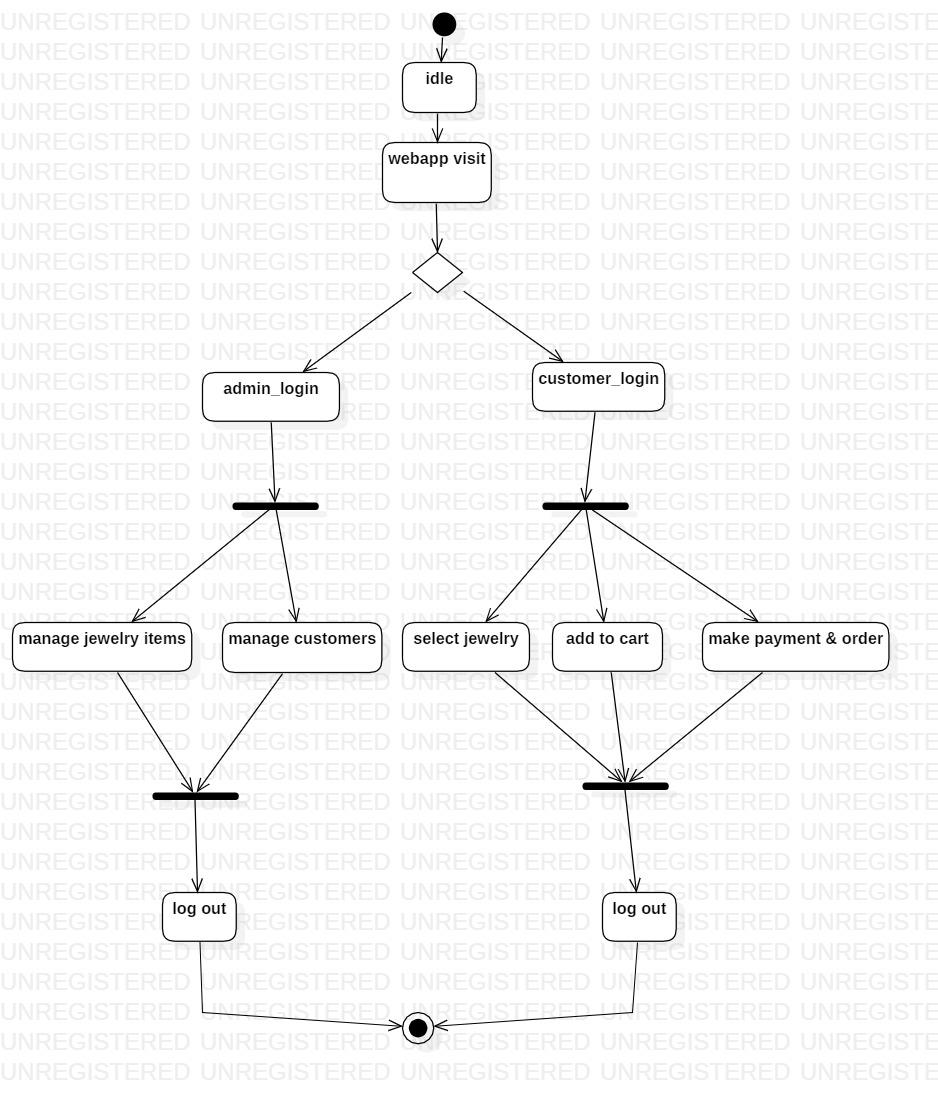 idle
webapp visit
admin_login
customer_login
manage jewelry items
manage customers
select jewelry
add to cart
make payment & order
log out
log out
UNREGISTERED